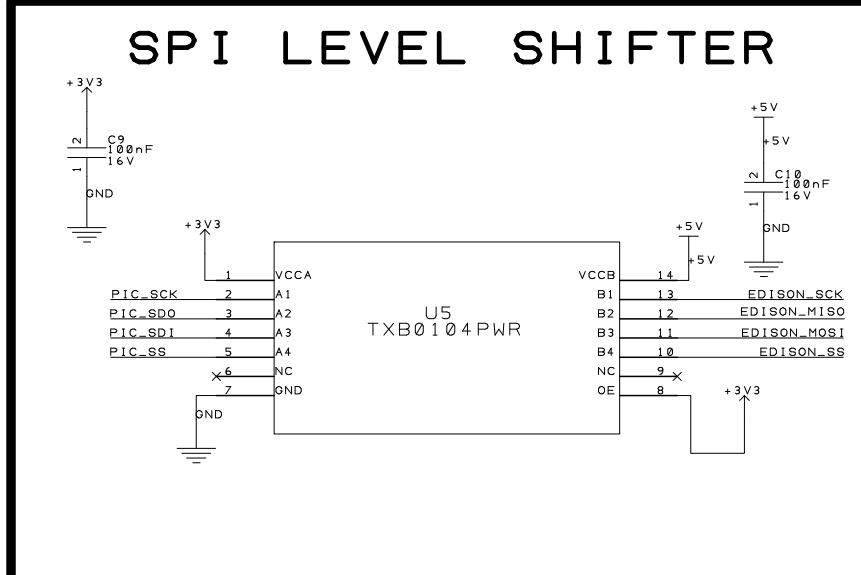 SPI LEVEL SHIFTER
+3V3
2
C9
100nF
16V
1
GND
+5V
+5V
2
C10
100nF
16V
1
GND
+3V3
+5V
+5V
1 VCCA
VCCB 14
PIC_SCK 2 A1
B1 13 EDISON_SCK
PIC_SDO 3 A2
B2 12 EDISON_MISO
PIC_SDI 4 A3
B3 11 EDISON_MOSI
PIC_SS 5 A4
B4 10 EDISON_SS
6 NC
NC 9
7 GND
OE 8
U5
TXB0104PWR
GND
+3V3